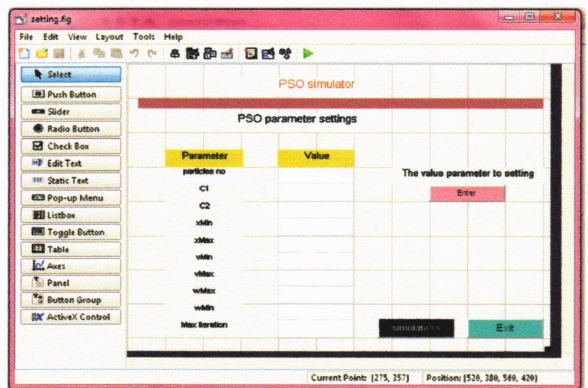 zetting.fig
File Edit View Layout Tools Help
Select
Push Button
Slider
Radio Button
Check Box
Edit Text
Static Text
Pop-up Menu
Listbox
Toggle Button
Table
Axes
Panel
Button Group
ActiveX Control
PSO simulator
PSO parameter settings
Parameter Value
particles no
C1
C2
xMin
xMax
vMin
vMax
wMax
wMin
Max Iteration
The value parameter to setting
Enter
simulate>>
Exit
Current Point: [275, 357] Position: [520, 380, 560, 420]